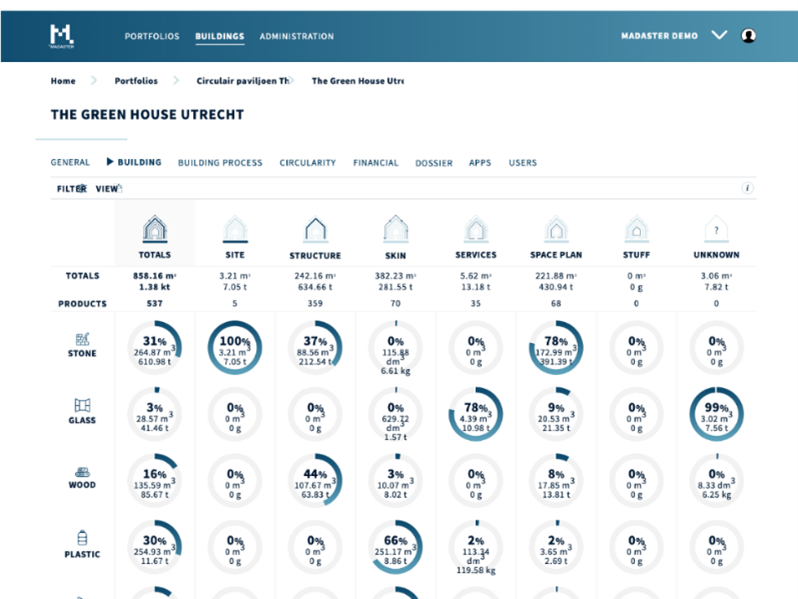 M.
MADASTER
PORTFOLIOS BUILDINGS ADMINISTRATION
MADASTER DEMO
Home Portfolios Circulair paviljoen Th The Green House Utre
THE GREEN HOUSE UTRECHT
GENERAL BUILDING BUILDING PROCESS CIRCULARITY FINANCIAL DOSSIER APPS USERS
FILTER VIEW
i
?
TOTALS SITE STRUCTURE SKIN SERVICES SPACE PLAN STUFF UNKNOWN
TOTALS 858.16 m³ 3.21 m³ 242.16 m³ 382.23 m³ 5.62 m³ 221.88 m³ 0 m³ 3.06 m³
1.38 kt 7.05 t 634.66 t 281.55 t 13.18 t 430.94 t 0 g 7.82 t
PRODUCTS 537 5 359 70 35 68 0 0
STONE
31% 100% 37% 0% 0% 78% 0% 0%
264.87 m³ 3.21 m³ 88.56 m³ 115.88 dm³ 0 m³ 172.99 m³ 0 m³ 0 m³
610.98 t 7.05 t 212.54 t 6.61 kg 0 g 391.39 t 0 g 0 g
GLASS
3% 0% 0% 0% 78% 9% 0% 99%
28.57 m³ 0 m³ 0 m³ 629.72 dm³ 4.39 m³ 20.53 m³ 0 m³ 3.02 m³
41.46 t 0 g 0 g 1.57 t 10.98 t 21.35 t 0 g 7.56 t
WOOD
16% 0% 44% 3% 0% 8% 0% 0%
135.59 m³ 0 m³ 107.67 m³ 10.07 m³ 0 m³ 17.85 m³ 0 m³ 8.33 dm³
85.67 t 0 g 63.83 t 8.02 t 0 g 13.81 t 0 g 6.25 kg
PLASTIC
30% 0% 0% 66% 2% 2% 0% 0%
254.93 m³ 0 m³ 0 m³ 251.17 m³ 113.24 dm³ 3.65 m³ 0 m³ 0 m³
11.67 t 0 g 0 g 8.86 t 119.58 kg 2.69 t 0 g 0 g